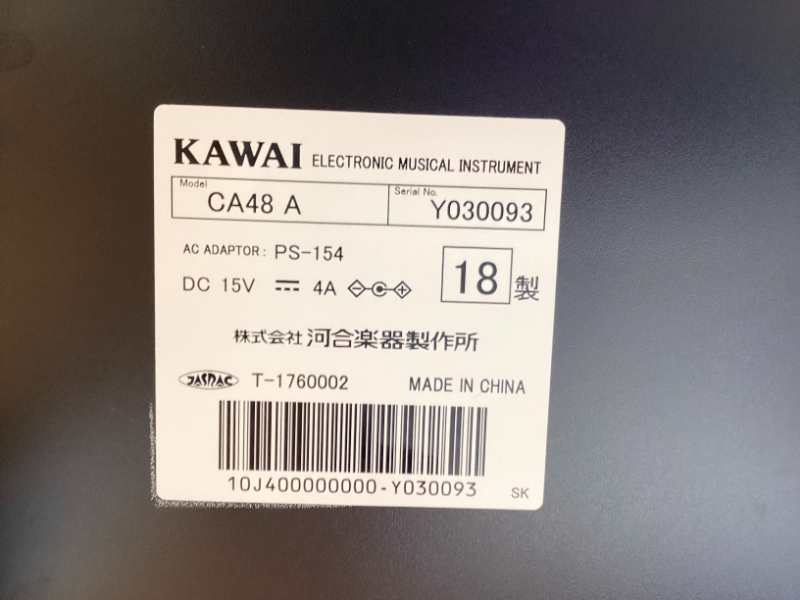 KAWAI ELECTRONIC MUSICAL INSTRUMENT
Model CA48 A Serial No. Y030093
AC ADAPTOR: PS-154
DC 15V 4A
18 製
株式会社 河合楽器製作所
JASRAC T-1760002 MADE IN CHINA
10J400000000-Y030093 SK